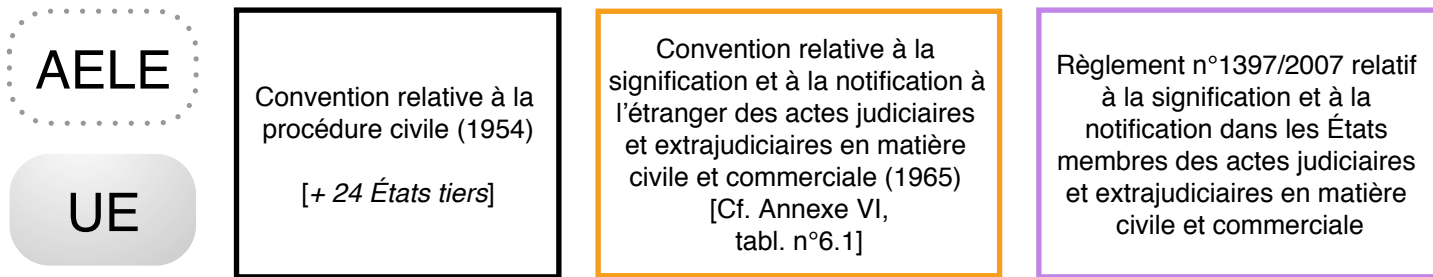 AELE
UE
Convention relative à la
procédure civile (1954)
[+ 24 États tiers]
Convention relative à la
signification et à la notification à
l'étranger des actes judiciaires
et extrajudiciaires en matière
civile et commerciale (1965)
[Cf. Annexe VI,
tabl. n°6.1]
Règlement n°1397/2007 relatif
à la signification et à la
notification dans les États
membres des actes judiciaires
et extrajudiciaires en matière
civile et commerciale